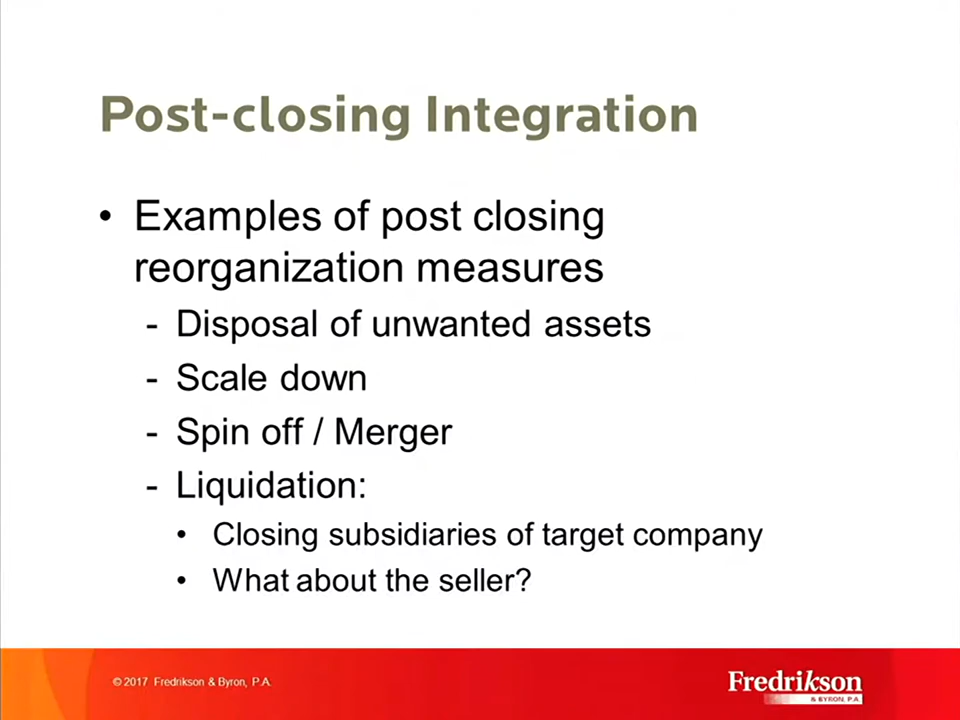 Post-closing Integration
• Examples of post closing
reorganization measures
- Disposal of unwanted assets
- Scale down
- Spin off / Merger
- Liquidation:
• Closing subsidiaries of target company
• What about the seller?
© 2017 Fredrikson & Byron, P.A.
Fredrikson
& BYRON, P.A.